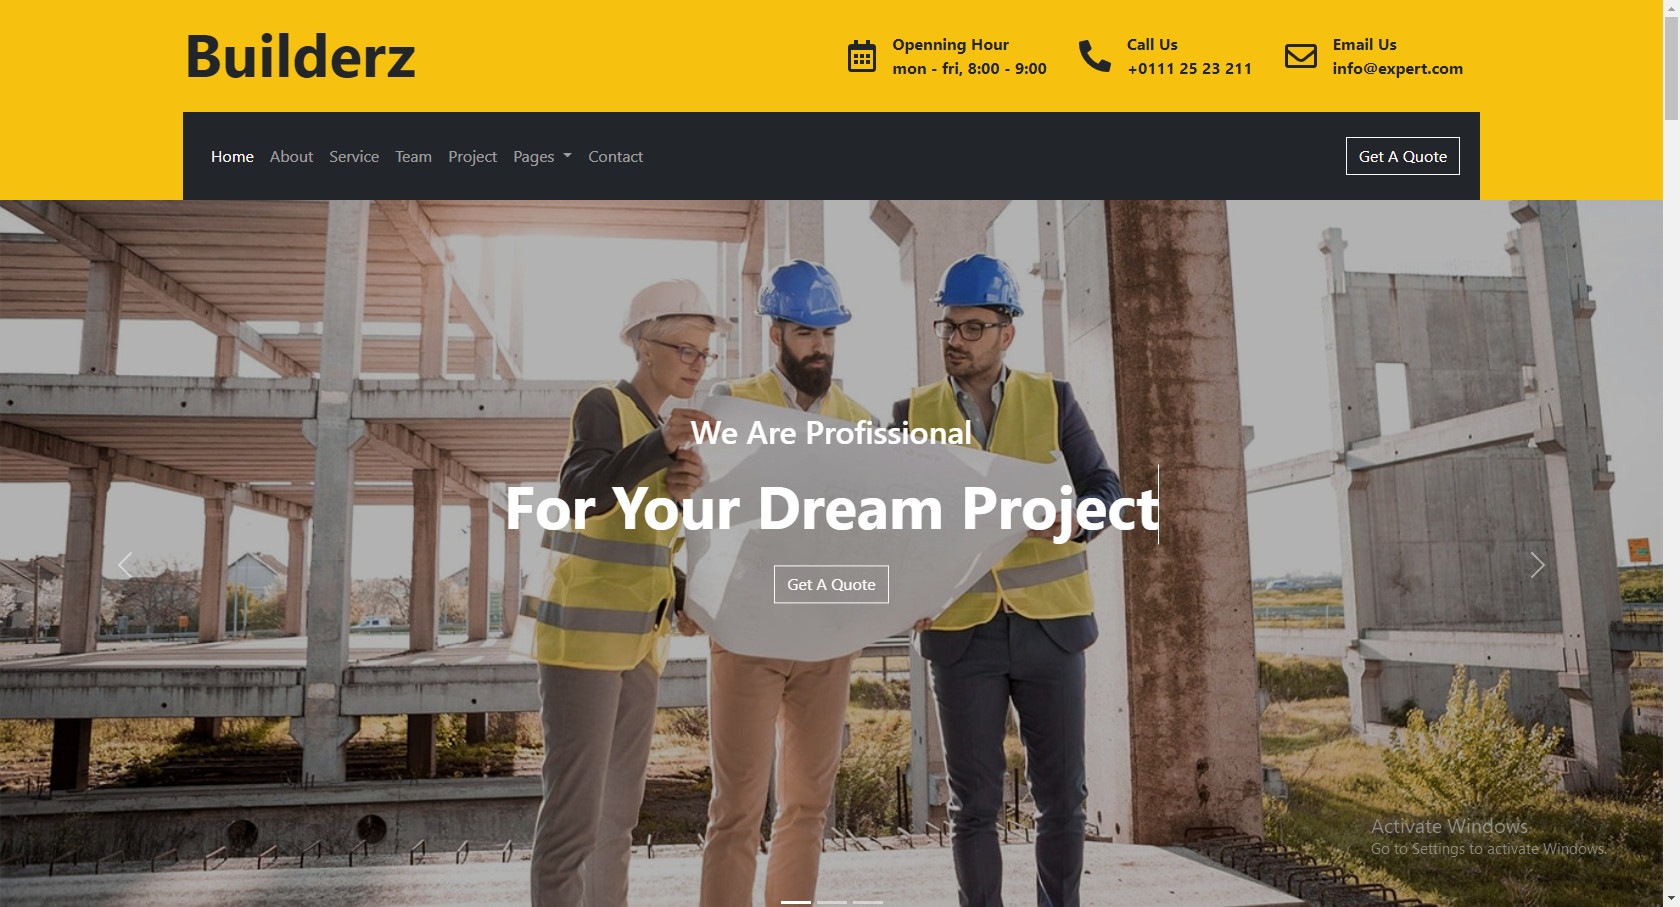 Builderz
Openning Hour
mon - fri, 8:00 - 9:00
Call Us
+0111 25 23 211
Email Us
info@expert.com
Home About Service Team Project Pages Contact
Get A Quote
We Are Profissional
For Your Dream Project
Get A Quote
Activate Windows
Go to Settings to activate Windows.